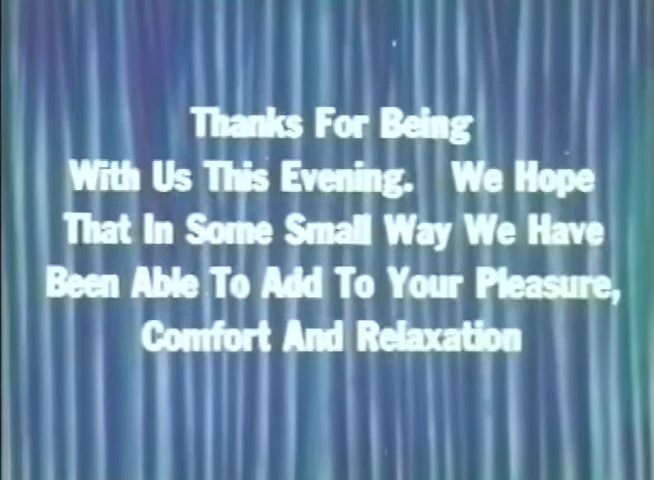 Thanks For Being
With Us This Evening. We Hope
That In Some Small Way We Have
Been Able To Add To Your Pleasure,
Comfort And Relaxation